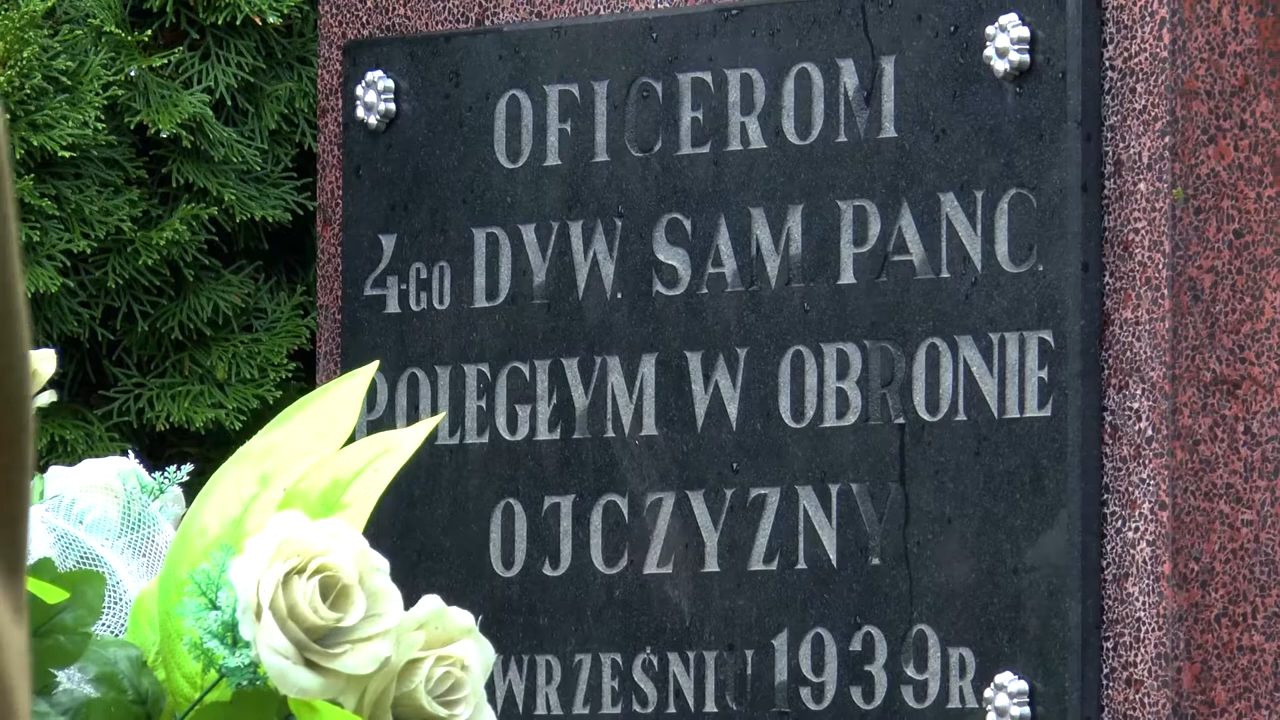 OFICEROM
4-GO DYW. SAM PANC.
POLEGŁYM W OBRONIE
OJCZYZNY
WRZEŚNIU 1939R.